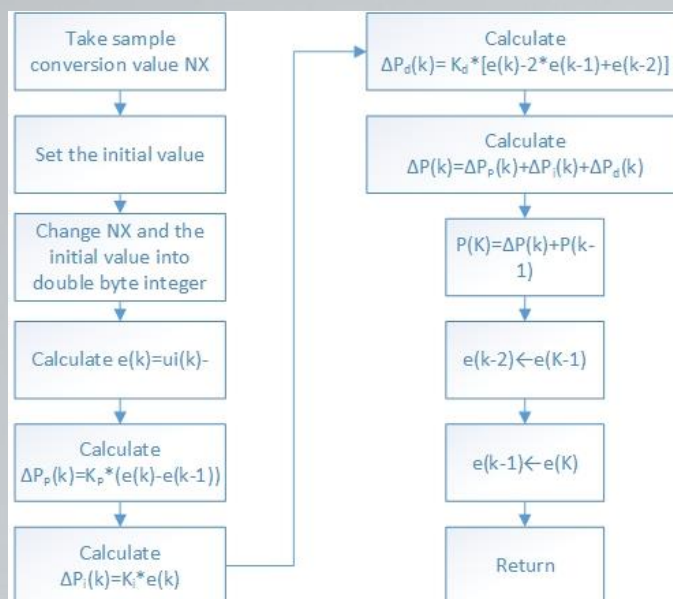 Take sample
conversion value NX
Set the initial value
Change NX and the
initial value into
double byte integer
Calculate e(k)=ui(k)-
Calculate
ΔPₚ(k)=Kₚ*(e(k)-e(k-1))
Calculate
ΔPᵢ(k)=Kᵢ*e(k)
Calculate
ΔP_d(k)= K_d*[e(k)-2*e(k-1)+e(k-2)]
Calculate
ΔP(k)=ΔPₚ(k)+ΔPᵢ(k)+ΔP_d(k)
P(K)=ΔP(k)+P(k-
1)
e(k-2)←e(K-1)
e(k-1)←e(K)
Return